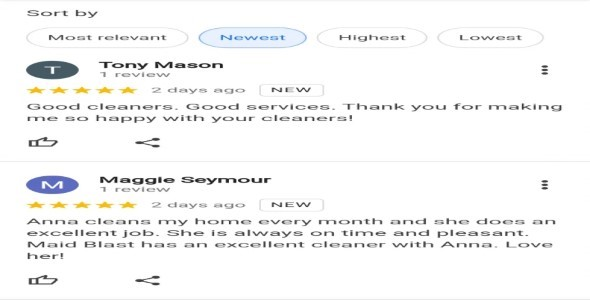 Sort by
Most relevant
Newest
Highest
Lowest
T
Tony Mason
1 review
2 days ago
NEW
Good cleaners. Good services. Thank you for making
me so happy with your cleaners!
M
Maggie Seymour
1 review
2 days ago
NEW
Anna cleans my home every month and she does an
excellent job. She is always on time and pleasant.
Maid Blast has an excellent cleaner with Anna. Love
her!